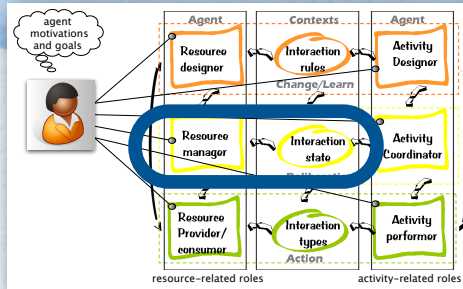 agent
motivations
and goals
Agent
Contexts
Agent
Resource
designer
Interaction
rules
Activity
Designer
Change/Learn
Resource
manager
Interaction
state
Activity
Coordinator
Resource
Provider/
consumer
Interaction
types
Activity
performer
Action
resource-related roles
activity-related roles